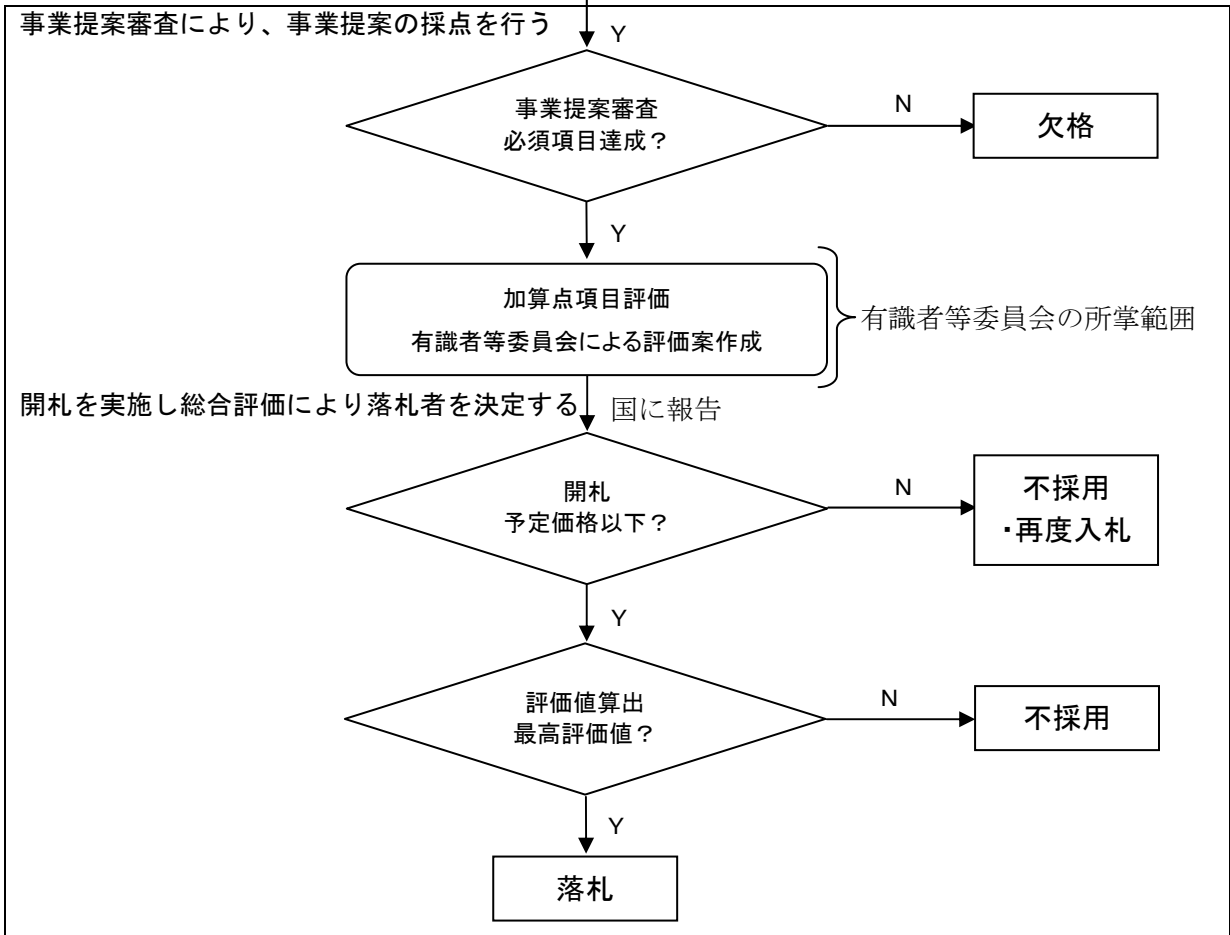 事業提案審査により、事業提案の採点を行う
Y
事業提案審査
必須項目達成？
N
欠格
Y
加算点項目評価
有識者等委員会による評価案作成
有識者等委員会の所掌範囲
開札を実施し総合評価により落札者を決定する
国に報告
開札
予定価格以下？
N
不採用
・再度入札
Y
評価値算出
最高評価値？
N
不採用
Y
落札